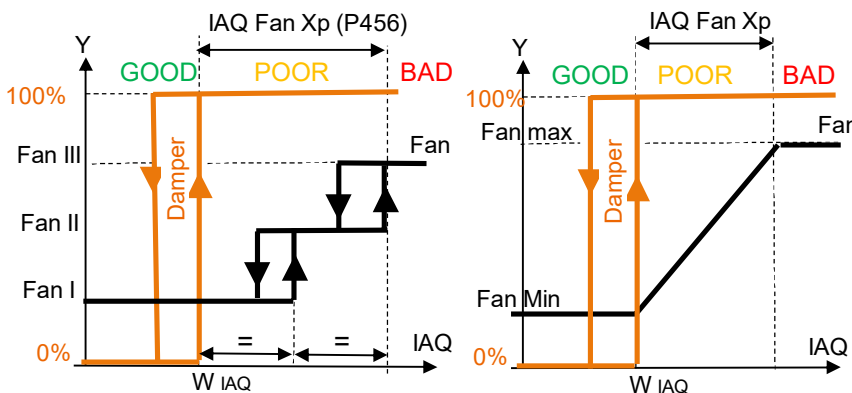 IAQ Fan Xp (P456)
Y
GOOD
POOR
BAD
100%
Fan III
Fan
Damper
Fan II
Fan I
=
=
0%
IAQ
W IAQ
IAQ Fan Xp
Y
GOOD
POOR
BAD
100%
Fan max
Fan
Damper
Fan Min
0%
IAQ
W IAQ